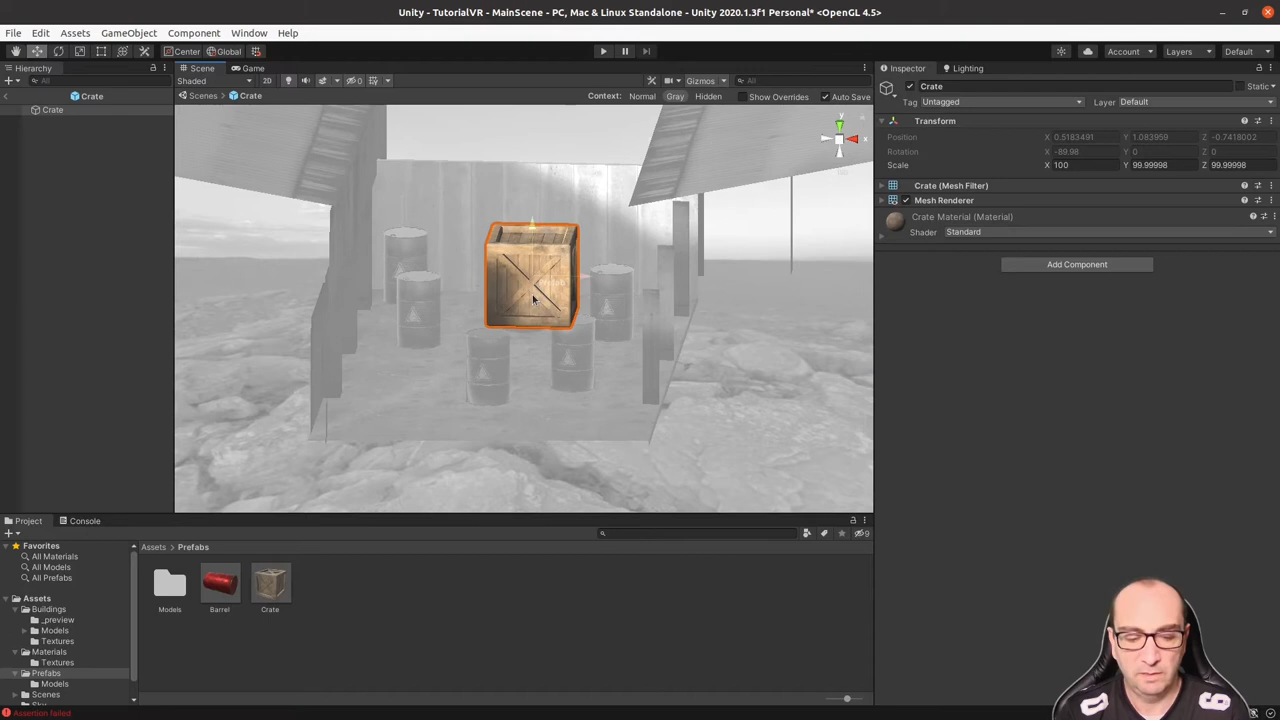 Unity - TutorialVR - MainScene - PC, Mac & Linux Standalone - Unity 2020.1.3f1 Personal* <OpenGL 4.5>
File Edit Assets GameObject Component Window Help
Center Global Account Layers Default
Hierarchy Scene Game Inspector Lighting
All Shaded 2D 0 Gizmos All
Crate Scenes Crate Context: Normal Gray Hidden Show Overrides Auto Save
Crate
Crate Static
Tag Untagged Layer Default
Transform
Position X 0.5183491 Y 1.083959 Z -0.7418002
Rotation X -89.98 Y 0 Z 0
Scale X 100 Y 99.99998 Z 99.99998
Crate (Mesh Filter)
Mesh Renderer
Crate Material (Material)
Shader Standard
Add Component
y
x
Project Console
9
Favorites
All Materials
All Models
All Prefabs
Assets > Prefabs
Assets
Buildings
_preview
Models
Textures
Materials
Textures
Prefabs
Models
Scenes
Models Barrel Crate
Assertion failed